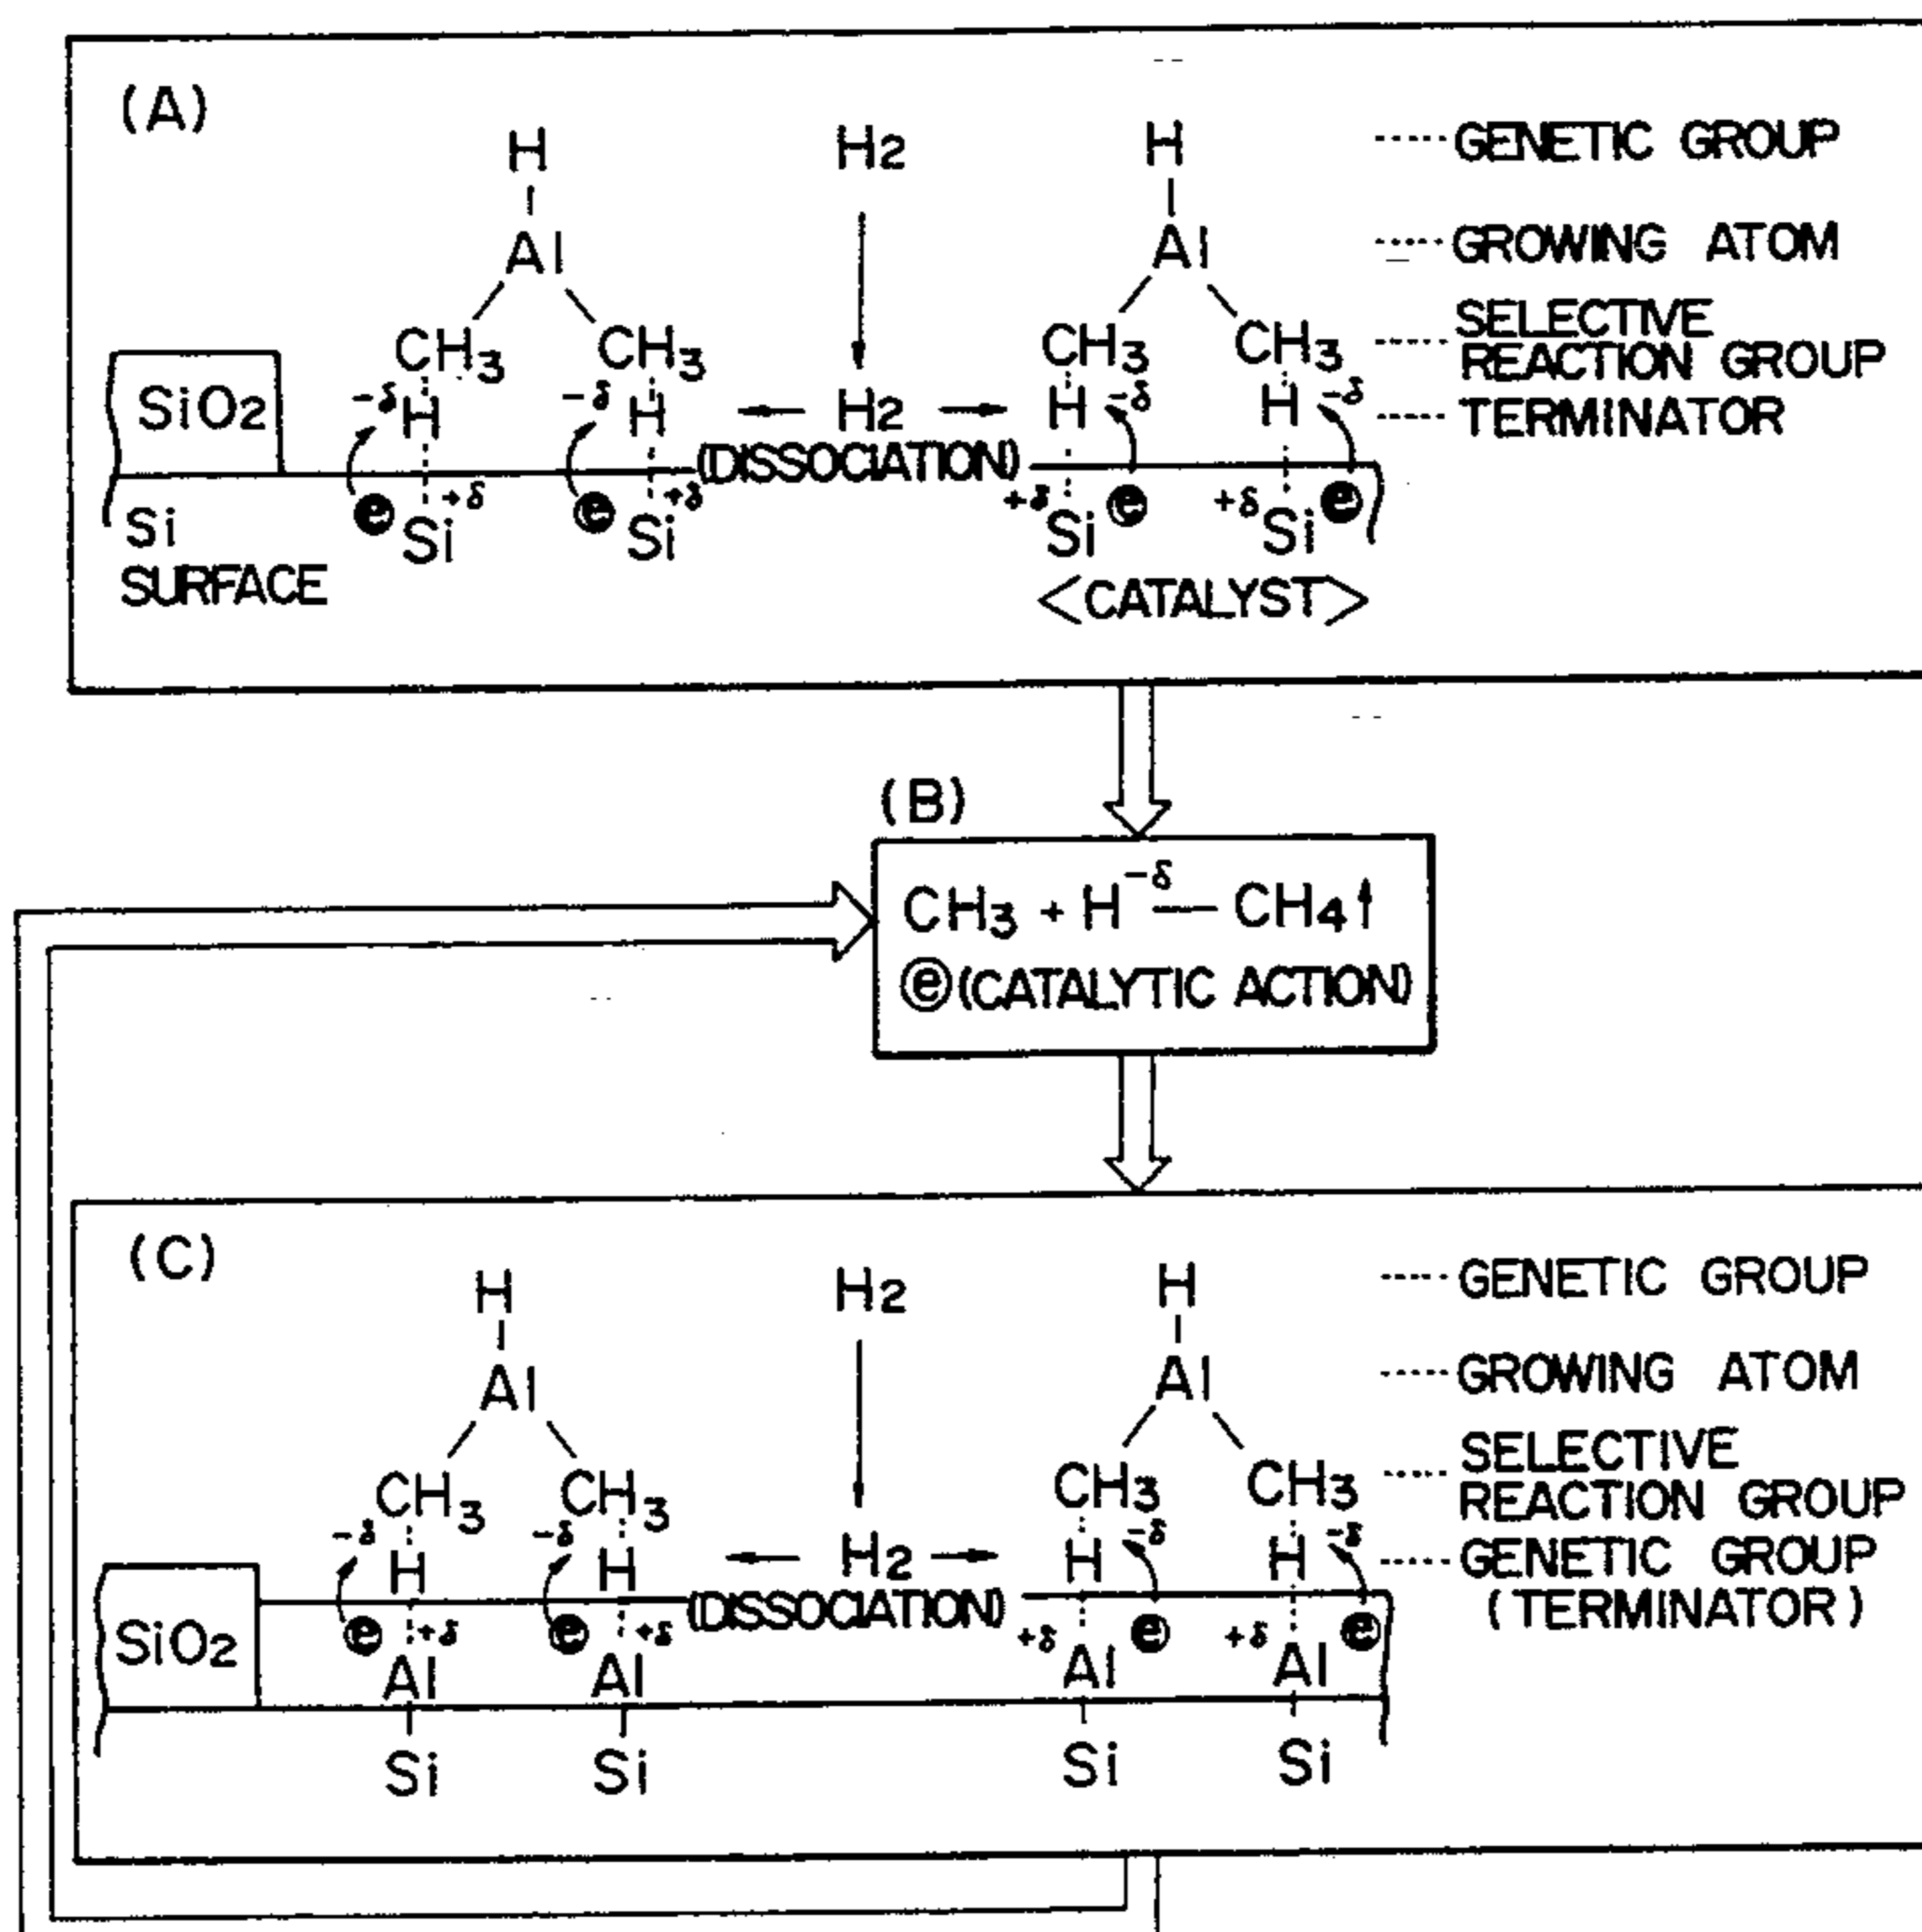 (A)
H H2 H ----- GENETIC GROUP
Al Al ----- GROWING ATOM
CH3 CH3 CH3 CH3 ----- SELECTIVE
REACTION GROUP
SiO2 -δ H -δ H ← H2 → H -δ H -δ ---- TERMINATOR
(DISSOCIATION)
Si e +δ Si e +δ Si +δ Si e +δ Si e
SURFACE <CATALYST>
(B)
CH3 + H-δ — CH4↑
e (CATALYTIC ACTION)
(C)
H H2 H ----- GENETIC GROUP
Al Al ----- GROWING ATOM
CH3 CH3 CH3 CH3 ----- SELECTIVE
REACTION GROUP
-δ H -δ H ← H2 → H -δ H -δ ----- GENETIC GROUP
(DISSOCIATION) (TERMINATOR)
SiO2 e +δ Al e +δ Al +δ Al e +δ Al e
Si Si Si Si